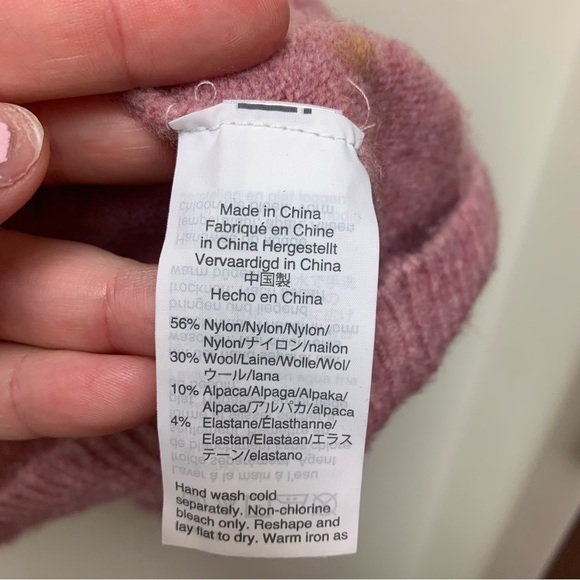 Made in China
Fabriqué en Chine
in China Hergestellt
Vervaardigd in China
中国製
Hecho en China
56% Nylon/Nylon/Nylon/
Nylon/ナイロン/nailon
30% Wool/Laine/Wolle/Wol/
ウール/lana
10% Alpaca/Alpaga/Alpaka/
Alpaca/アルパカ/alpaca
4% Elastane/Élasthanne/
Elastan/Elastaan/エラス
テーン/elastano
Hand wash cold
separately. Non-chlorine
bleach only. Reshape and
lay flat to dry. Warm iron as